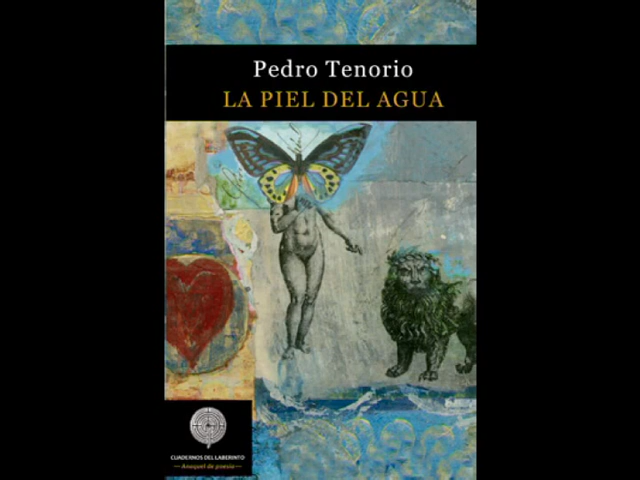 Pedro Tenorio
LA PIEL DEL AGUA
CUADERNOS DEL LABERINTO
—Anaquel de poesía—